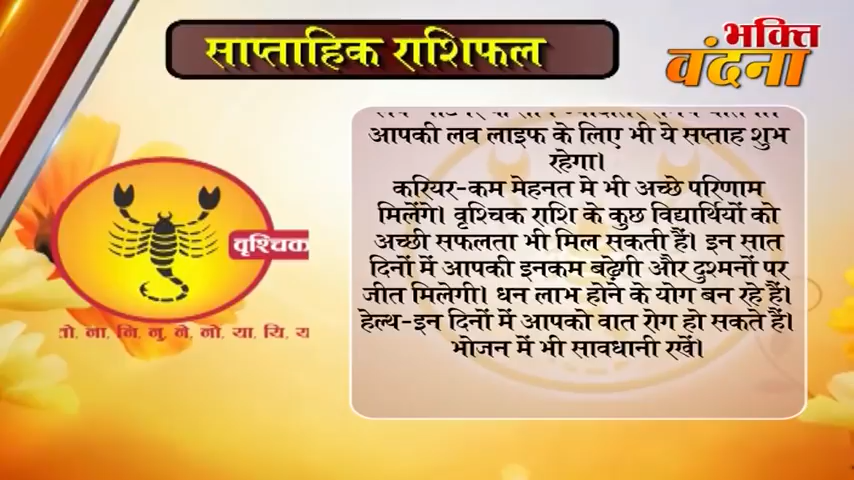 साप्ताहिक राशिफल
भक्ति
वंदना
आपकी लव लाइफ के लिए भी ये सप्ताह शुभ
रहेगा।
करियर-कम मेहनत मे भी अच्छे परिणाम
मिलेंगे। वृश्चिक राशि के कुछ विद्यार्थियों को
अच्छी सफलता भी मिल सकती हैं। इन सात
दिनों में आपकी इनकम बढ़ेगी और दुश्मनों पर
जीत मिलेगी। धन लाभ होने के योग बन रहे हैं।
हेल्थ-इन दिनों में आपको वात रोग हो सकते हैं।
भोजन में भी सावधानी रखें।
वृश्चिक
ना, नि, नु, ने, नो, या, यि,